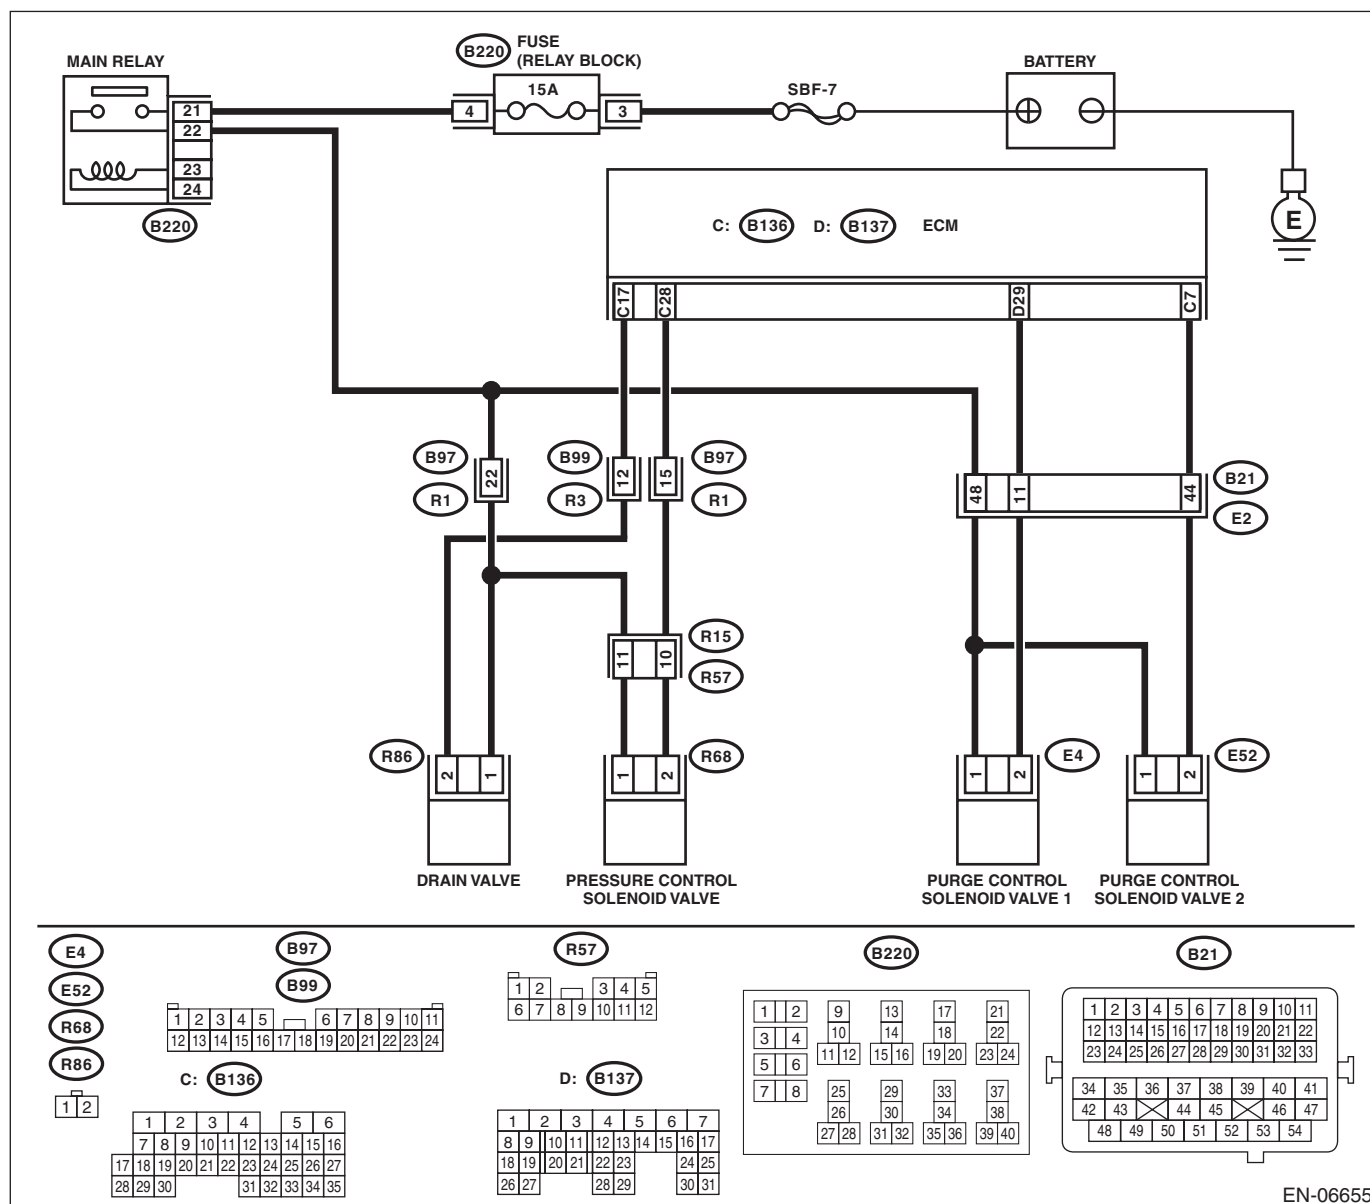 MAIN RELAY
B220
FUSE
(RELAY BLOCK)
15A
SBF-7
BATTERY
21
22
23
24
4
3
B220
E
C: B136 D: B137 ECM
C17
C28
D29
C7
B97
R1
22
B99
R3
12
15
B97
R1
48
11
44
B21
E2
11
10
R15
R57
R86
2
1
1
2
R68
1
2
E4
1
2
E52
DRAIN VALVE
PRESSURE CONTROL
SOLENOID VALVE
PURGE CONTROL
SOLENOID VALVE 1
PURGE CONTROL
SOLENOID VALVE 2
E4
E52
R68
R86
1 2
B97
B99
1 2 3 4 5 6 7 8 9 10 11
12 13 14 15 16 17 18 19 20 21 22 23 24
C: B136
1 2 3 4 5 6
7 8 9 10 11 12 13 14 15 16
17 18 19 20 21 22 23 24 25 26 27
28 29 30 31 32 33 34 35
R57
1 2 3 4 5
6 7 8 9 10 11 12
D: B137
1 2 3 4 5 6 7
8 9 10 11 12 13 14 15 16 17
18 19 20 21 22 23 24 25
26 27 28 29 30 31
B220
1 2
3 4
5 6
7 8
9
10
11 12
13
14
15 16
17
18
19 20
21
22
23 24
25
26
27 28
29
30
31 32
33
34
35 36
37
38
39 40
B21
1 2 3 4 5 6 7 8 9 10 11
12 13 14 15 16 17 18 19 20 21 22
23 24 25 26 27 28 29 30 31 32 33
34 35 36 37 38 39 40 41
42 43 44 45 46 47
48 49 50 51 52 53 54
EN-06655